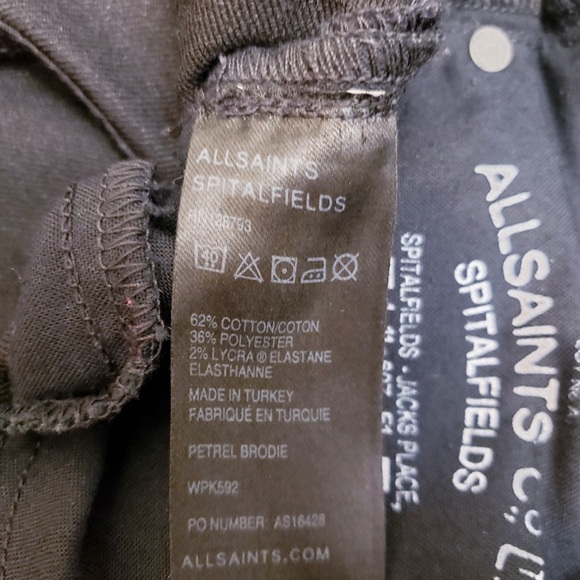 ALLSAINTS
SPITALFIELDS
40
62% COTTON/COTON
36% POLYESTER
2% LYCRA ® ELASTANE
ELASTHANNE
MADE IN TURKEY
FABRIQUÉ EN TURQUIE
PETREL BRODIE
WPK592
PO NUMBER AS16428
ALLSAINTS.COM
ALLSAINTS
SPITALFIELDS
SPITALFIELDS - JACKS PLACE,